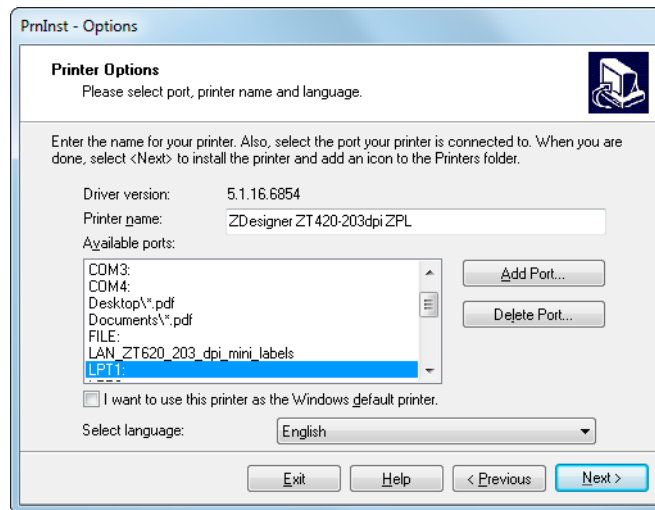 PrnInst - Options
Printer Options
Please select port, printer name and language.
Enter the name for your printer. Also, select the port your printer is connected to. When you are
done, select <Next> to install the printer and add an icon to the Printers folder.
Driver version: 5.1.16.6854
Printer name: ZDesigner ZT420-203dpi ZPL
Available ports:
COM3:
COM4:
Desktop\*.pdf
Documents\*.pdf
FILE:
LAN_ZT620_203_dpi_mini_labels
LPT1:
Add Port...
Delete Port...
I want to use this printer as the Windows default printer.
Select language: English
Exit Help < Previous Next >